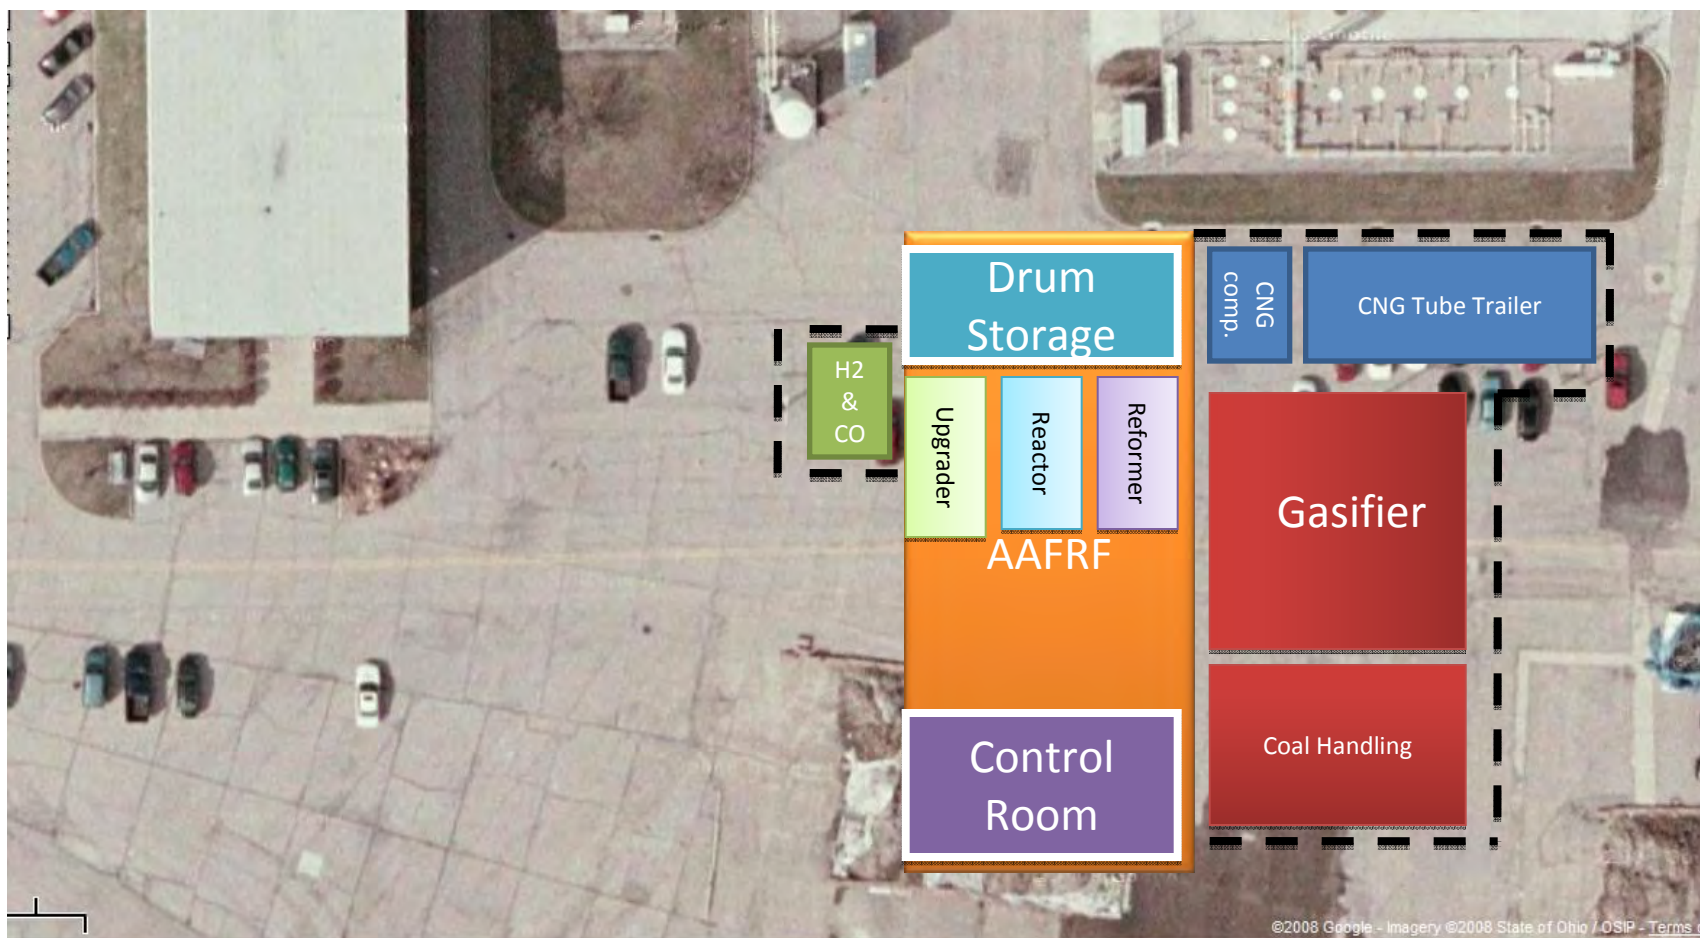 Drum
Storage
CNG
comp.
CNG Tube Trailer
H2
&
CO
Upgrader
Reactor
Reformer
Gasifier
AAFRF
Coal Handling
Control
Room
©2008 Google - Imagery ©2008 State of Ohio / OSIP - Terms